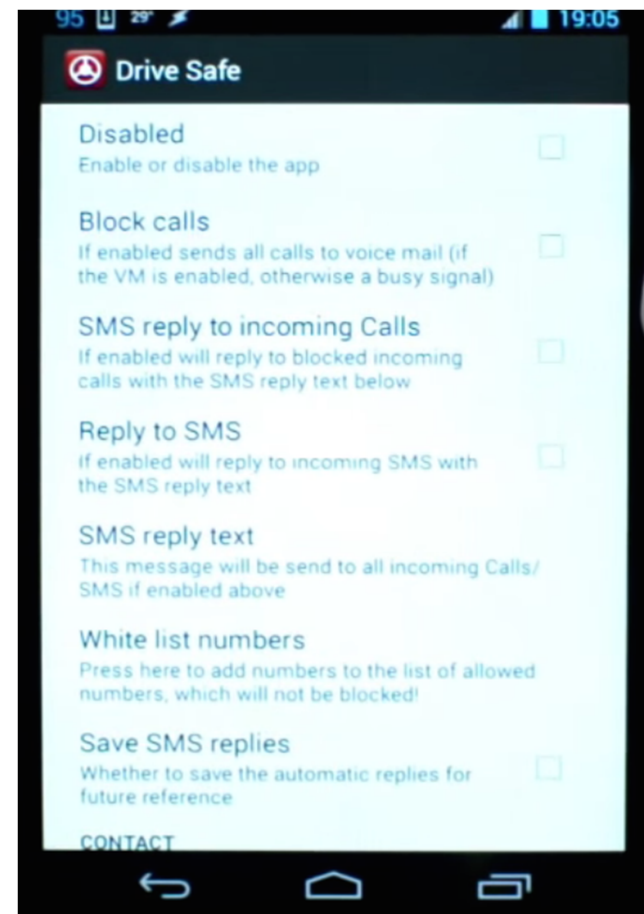 95 29° 19:05
Drive Safe
Disabled
Enable or disable the app
Block calls
If enabled sends all calls to voice mail (if
the VM is enabled, otherwise a busy signal)
SMS reply to incoming Calls
If enabled will reply to blocked incoming
calls with the SMS reply text below
Reply to SMS
If enabled will reply to incoming SMS with
the SMS reply text
SMS reply text
This message will be send to all incoming Calls/
SMS if enabled above
White list numbers
Press here to add numbers to the list of allowed
numbers, which will not be blocked!
Save SMS replies
Whether to save the automatic replies for
future reference
CONTACT